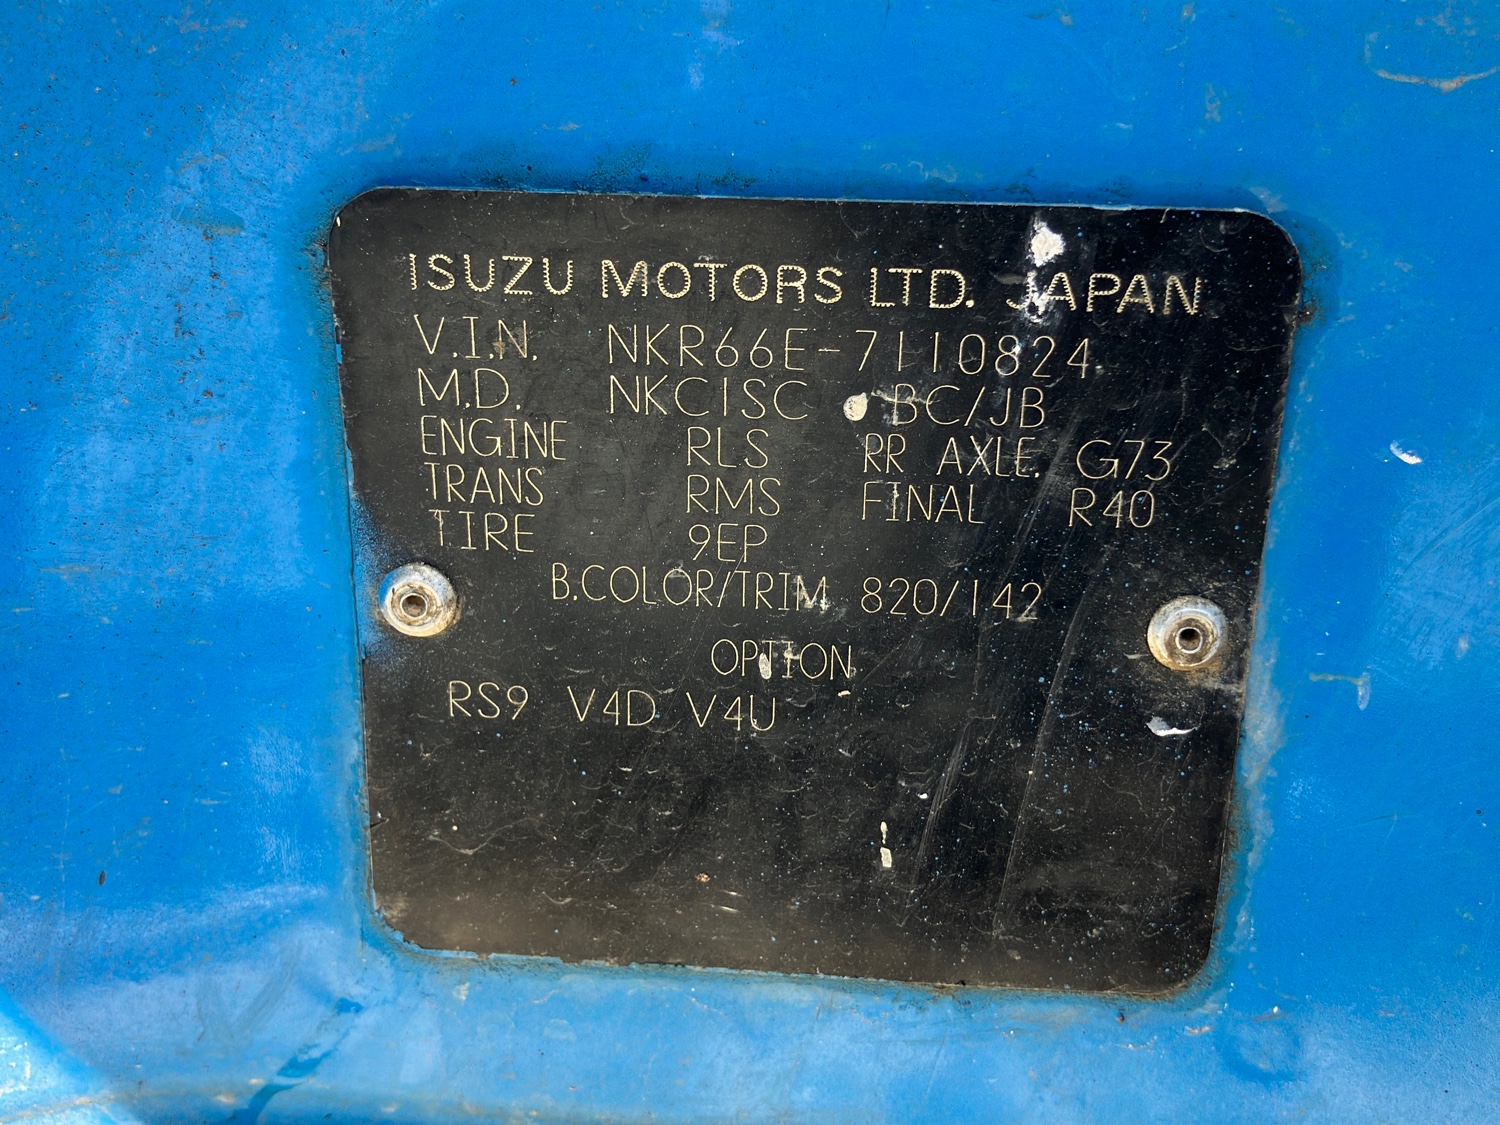 ISUZU MOTORS LTD. JAPAN
V.I.N. NKR66E-7110824
M.D. NKC1SC BC/JB
ENGINE RLS RR AXLE G73
TRANS RMS FINAL R40
TIRE 9EP
B.COLOR/TRIM 820/142
OPTION
RS9 V4D V4U